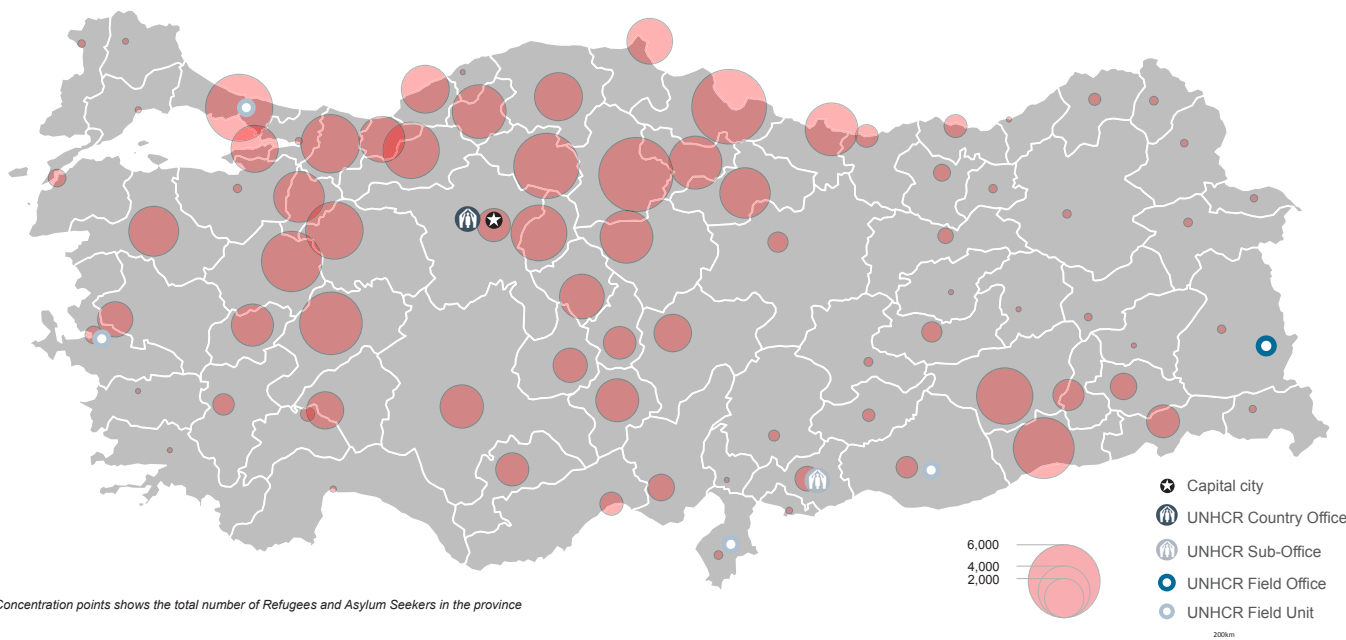 Capital city
UNHCR Country Office
6,000
UNHCR Sub-Office
4,000
2,000
UNHCR Field Office
Concentration points shows the total number of Refugees and Asylum Seekers in the province
UNHCR Field Unit
200km